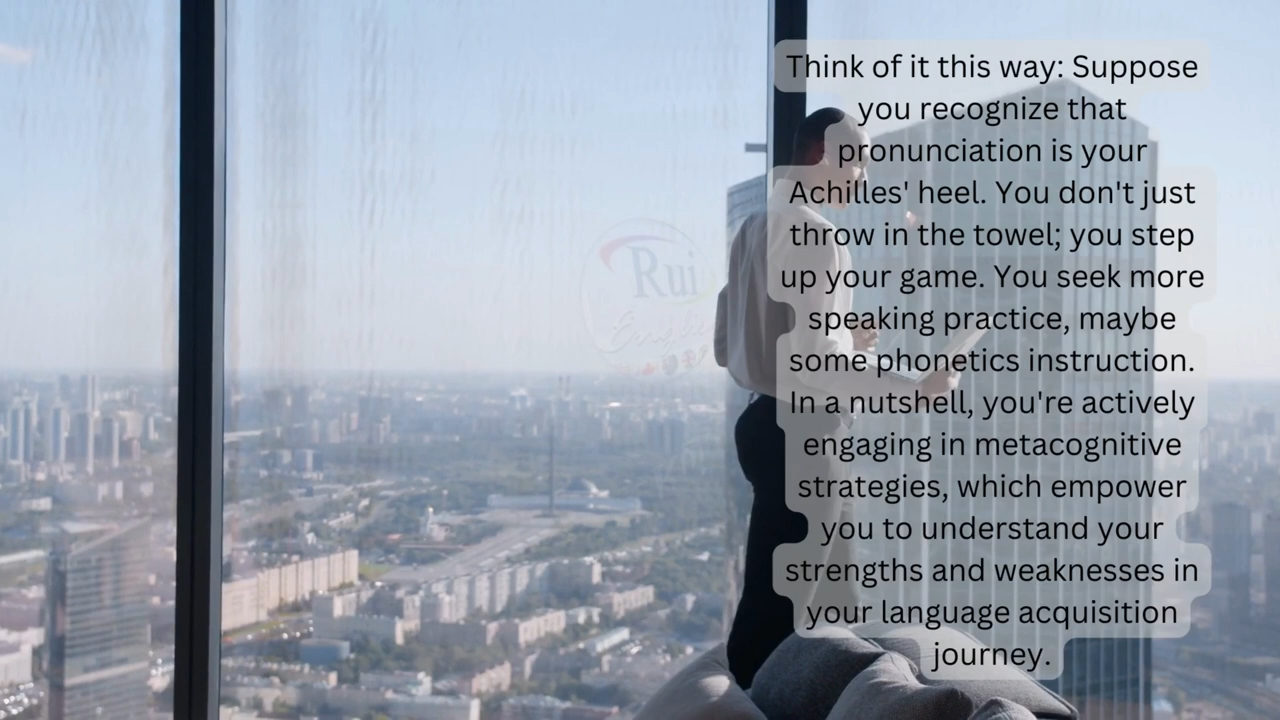 Think of it this way: Suppose
you recognize that
pronunciation is your
Achilles' heel. You don't just
throw in the towel; you step
up your game. You seek more
speaking practice, maybe
some phonetics instruction.
In a nutshell, you're actively
engaging in metacognitive
strategies, which empower
you to understand your
strengths and weaknesses in
your language acquisition
journey.
Rui
English